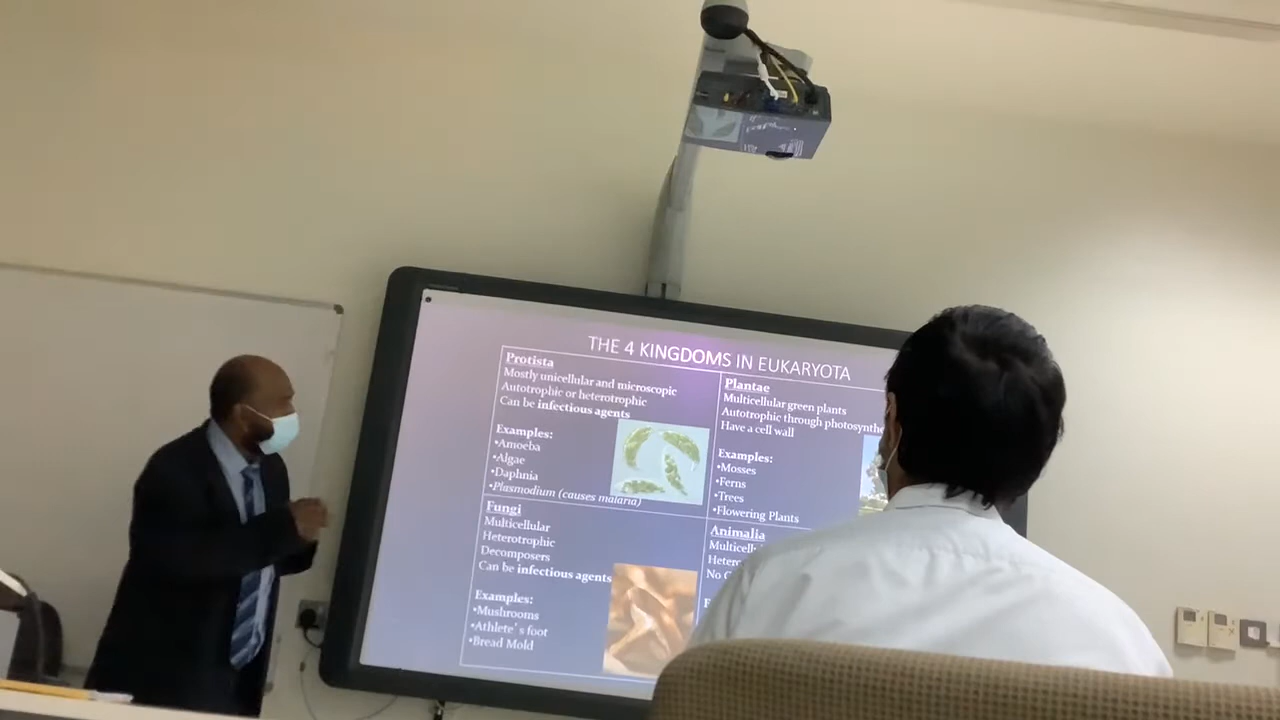 THE 4 KINGDOMS IN EUKARYOTA
Protista
Mostly unicellular and microscopic
Autotrophic or heterotrophic
Can be infectious agents
Examples:
•Amoeba
•Algae
•Daphnia
•Plasmodium (causes malaria)
Plantae
Multicellular green plants
Autotrophic through
Have a cell wall
Examples:
•Mosses
•Ferns
•Trees
•Flowering Plants
Fungi
Multicellular
Heterotrophic
Decomposers
Can be infectious agents
Examples:
•Mushrooms
•Athlete's foot
•Bread Mold
Animalia
No